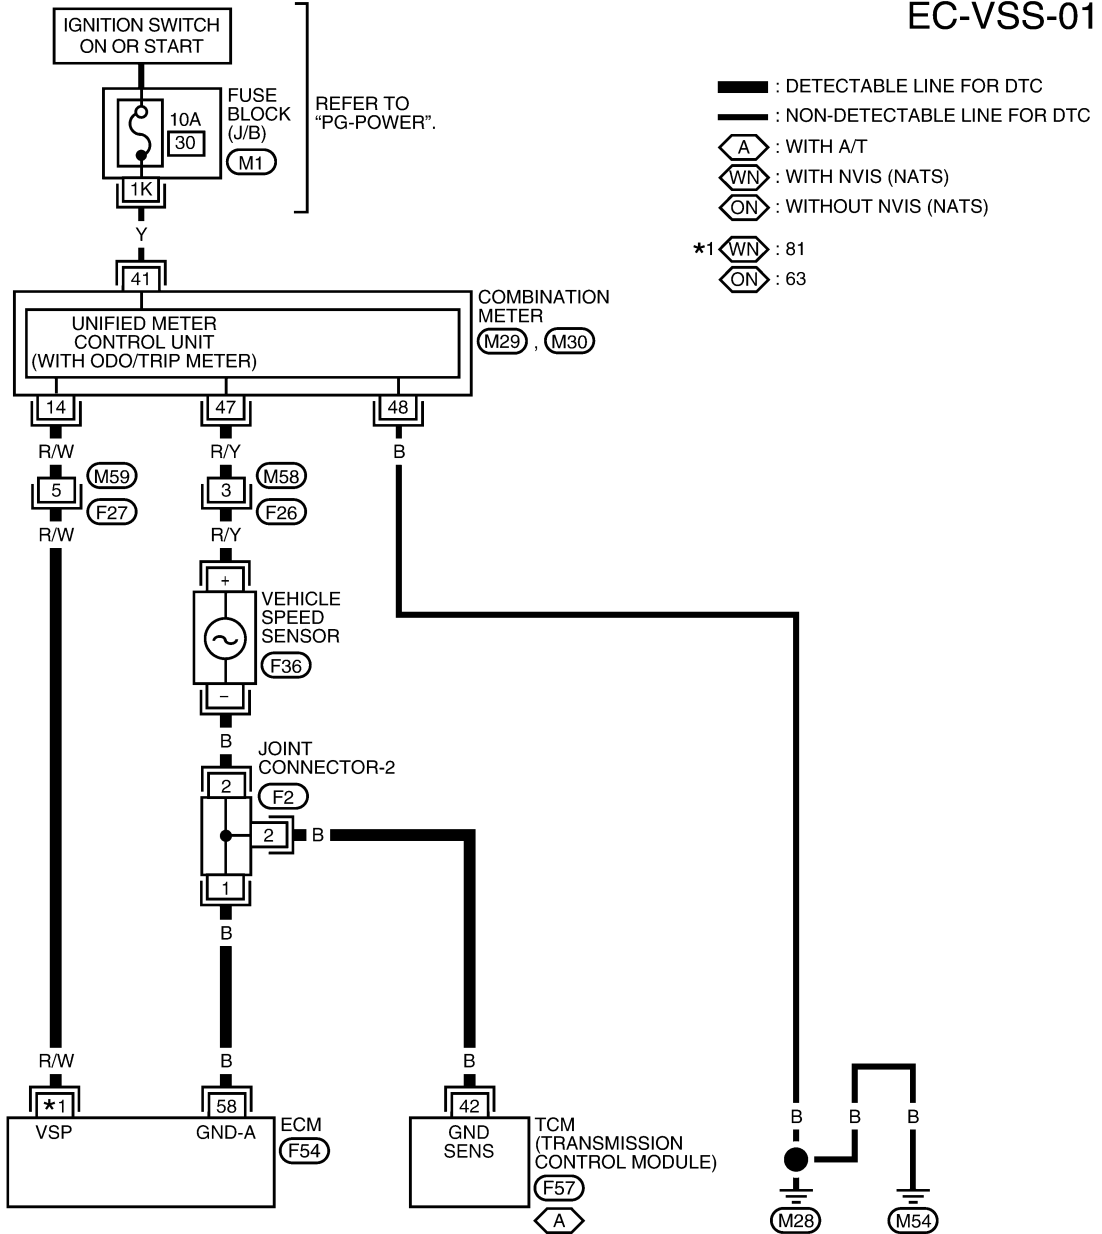 EC-VSS-01
IGNITION SWITCH
ON OR START
FUSE
BLOCK
(J/B)
M1
10A
30
1K
REFER TO
“PG-POWER”.
: DETECTABLE LINE FOR DTC
: NON-DETECTABLE LINE FOR DTC
A : WITH A/T
WN : WITH NVIS (NATS)
ON : WITHOUT NVIS (NATS)
*1 WN : 81
ON : 63
Y
41
COMBINATION
METER
M29 , M30
UNIFIED METER
CONTROL UNIT
(WITH ODO/TRIP METER)
14 47 48
R/W R/Y B
M59 M58
5 3
F27 F26
R/W R/Y
+
VEHICLE
SPEED
SENSOR
F36
–
B
JOINT
CONNECTOR-2
F2
2
2 B
1
B
R/W B B
*1 58 42
VSP GND-A
ECM
F54
GND
SENS
TCM
(TRANSMISSION
CONTROL MODULE)
F57
A
B B B
M28 M54